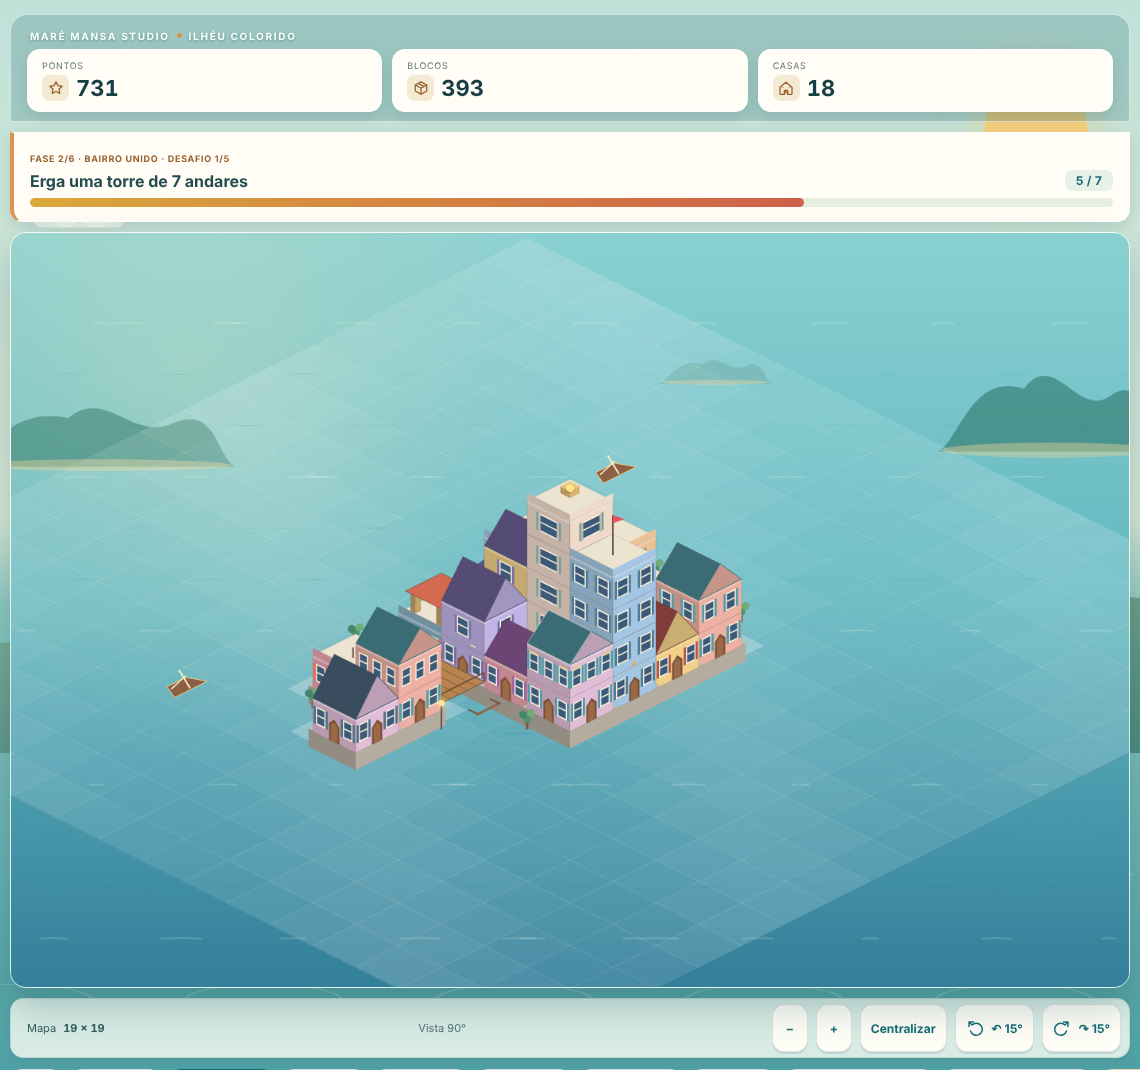 MARÉ MANSA STUDIO • ILHÉU COLORIDO
PONTOS
731
BLOCOS
393
CASAS
18
FASE 2/6 · BAIRRO UNIDO · DESAFIO 1/5
Erga uma torre de 7 andares
5 / 7
Mapa 19 × 19
Vista 90°
−
+
Centralizar
↶ 15°
↷ 15°